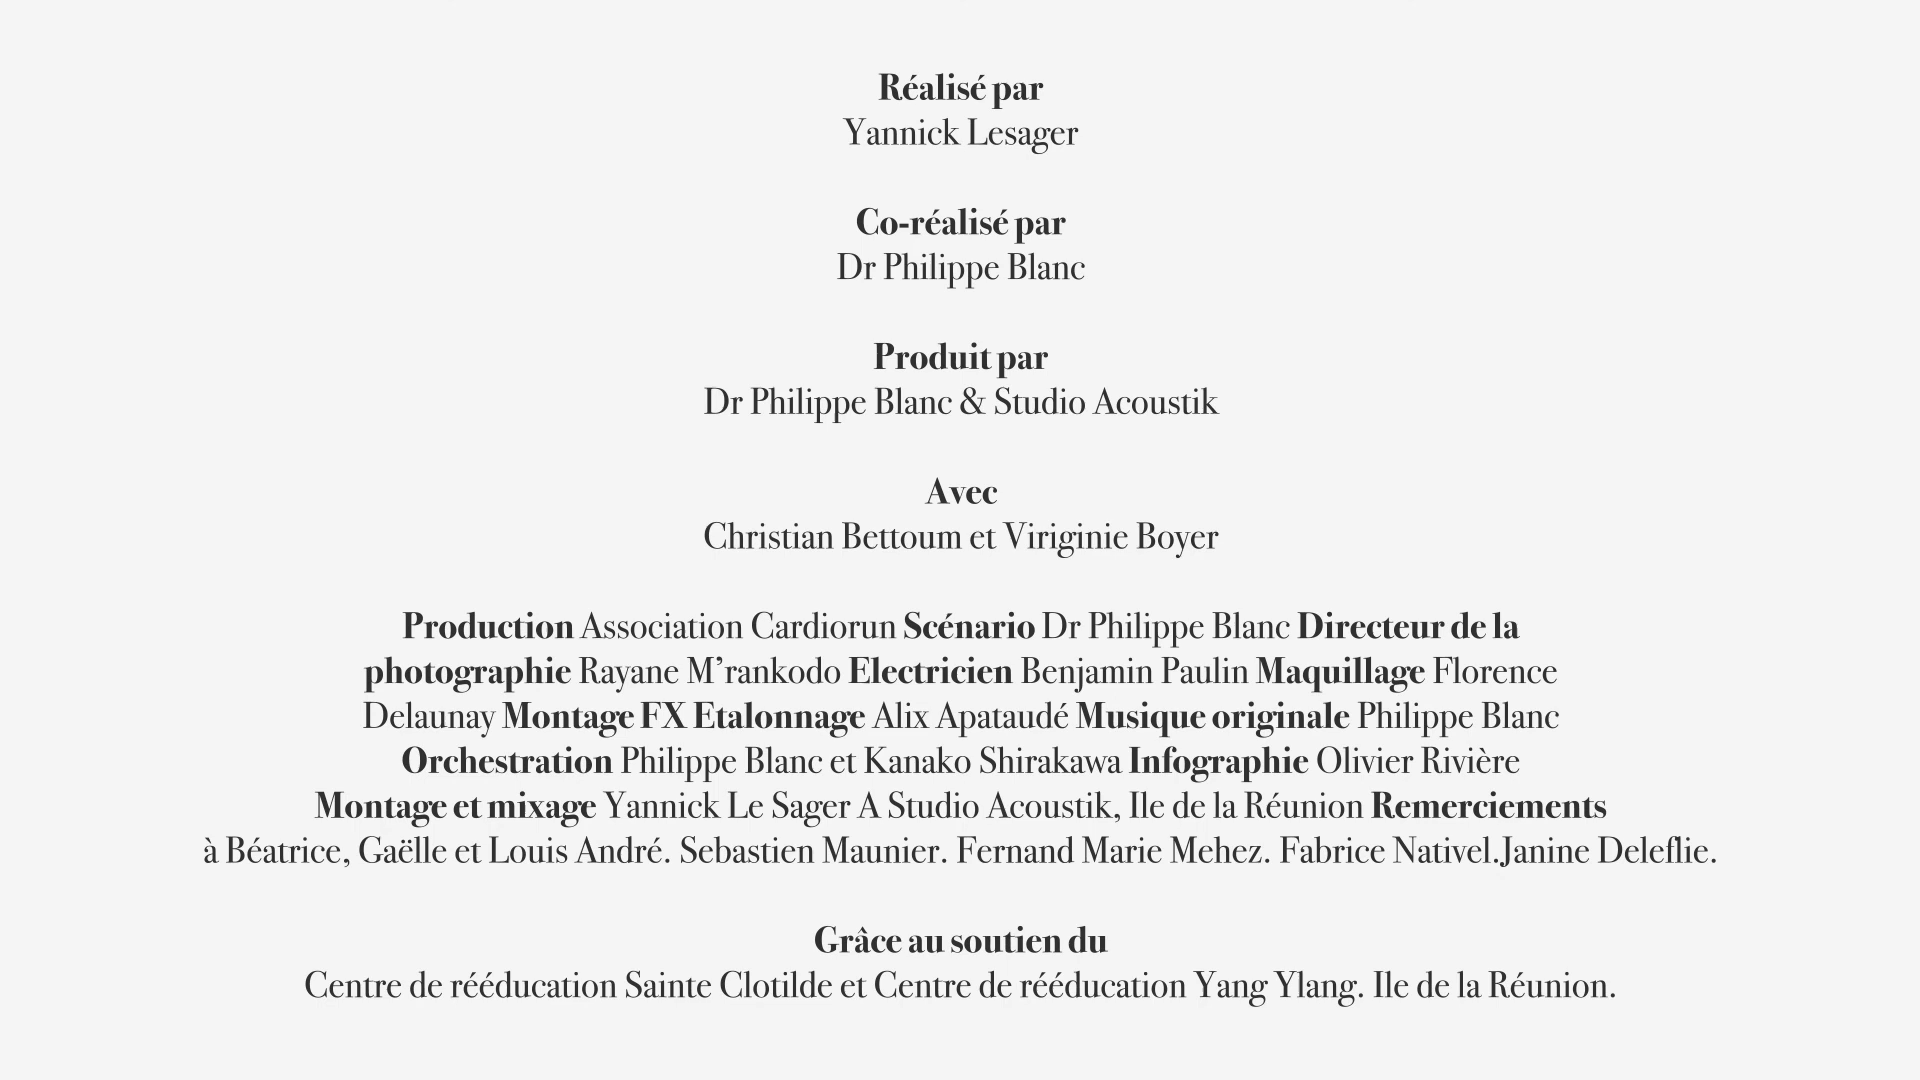 Réalisé par
Yannick Lesager
Co-réalisé par
Dr Philippe Blanc
Produit par
Dr Philippe Blanc & Studio Acoustik
Avec
Christian Bettoum et Viriginie Boyer
Production Association Cardiorun Scénario Dr Philippe Blanc Directeur de la
photographie Rayane M’rankodo Electricien Benjamin Paulin Maquillage Florence
Delaunay Montage FX Etalonnage Alix Apataudé Musique originale Philippe Blanc
Orchestration Philippe Blanc et Kanako Shirakawa Infographie Olivier Rivière
Montage et mixage Yannick Le Sager A Studio Acoustik, Ile de la Réunion Remerciements
à Béatrice, Gaëlle et Louis André. Sebastien Maunier. Fernand Marie Mehez. Fabrice Nativel.Janine Deleflie.
Grâce au soutien du
Centre de rééducation Sainte Clotilde et Centre de rééducation Yang Ylang. Ile de la Réunion.